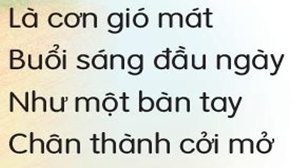 Là cơn gió mát
Buổi sáng đầu ngày
Như một bàn tay
Chân thành cởi mở